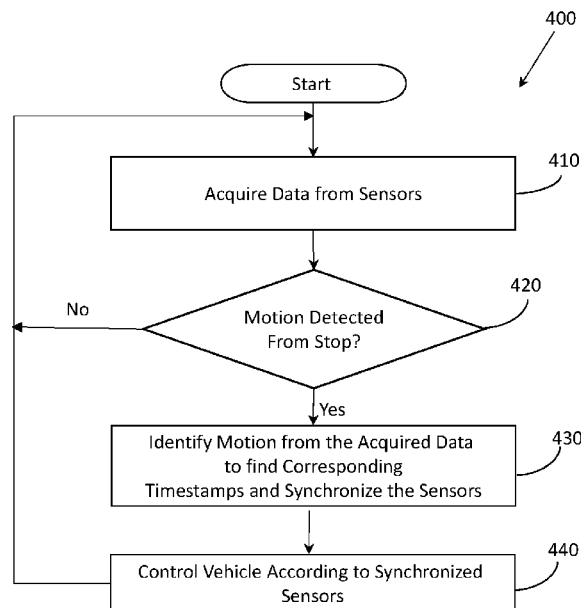 400
Start
410
Acquire Data from Sensors
420
No
Motion Detected
From Stop?
Yes
430
Identify Motion from the Acquired Data
to find Corresponding
Timestamps and Synchronize the Sensors
440
Control Vehicle According to Synchronized
Sensors